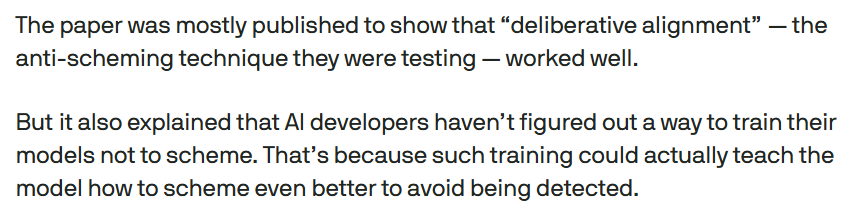 The paper was mostly published to show that “deliberative alignment” — the
anti-scheming technique they were testing — worked well.
But it also explained that AI developers haven’t figured out a way to train their
models not to scheme. That’s because such training could actually teach the
model how to scheme even better to avoid being detected.